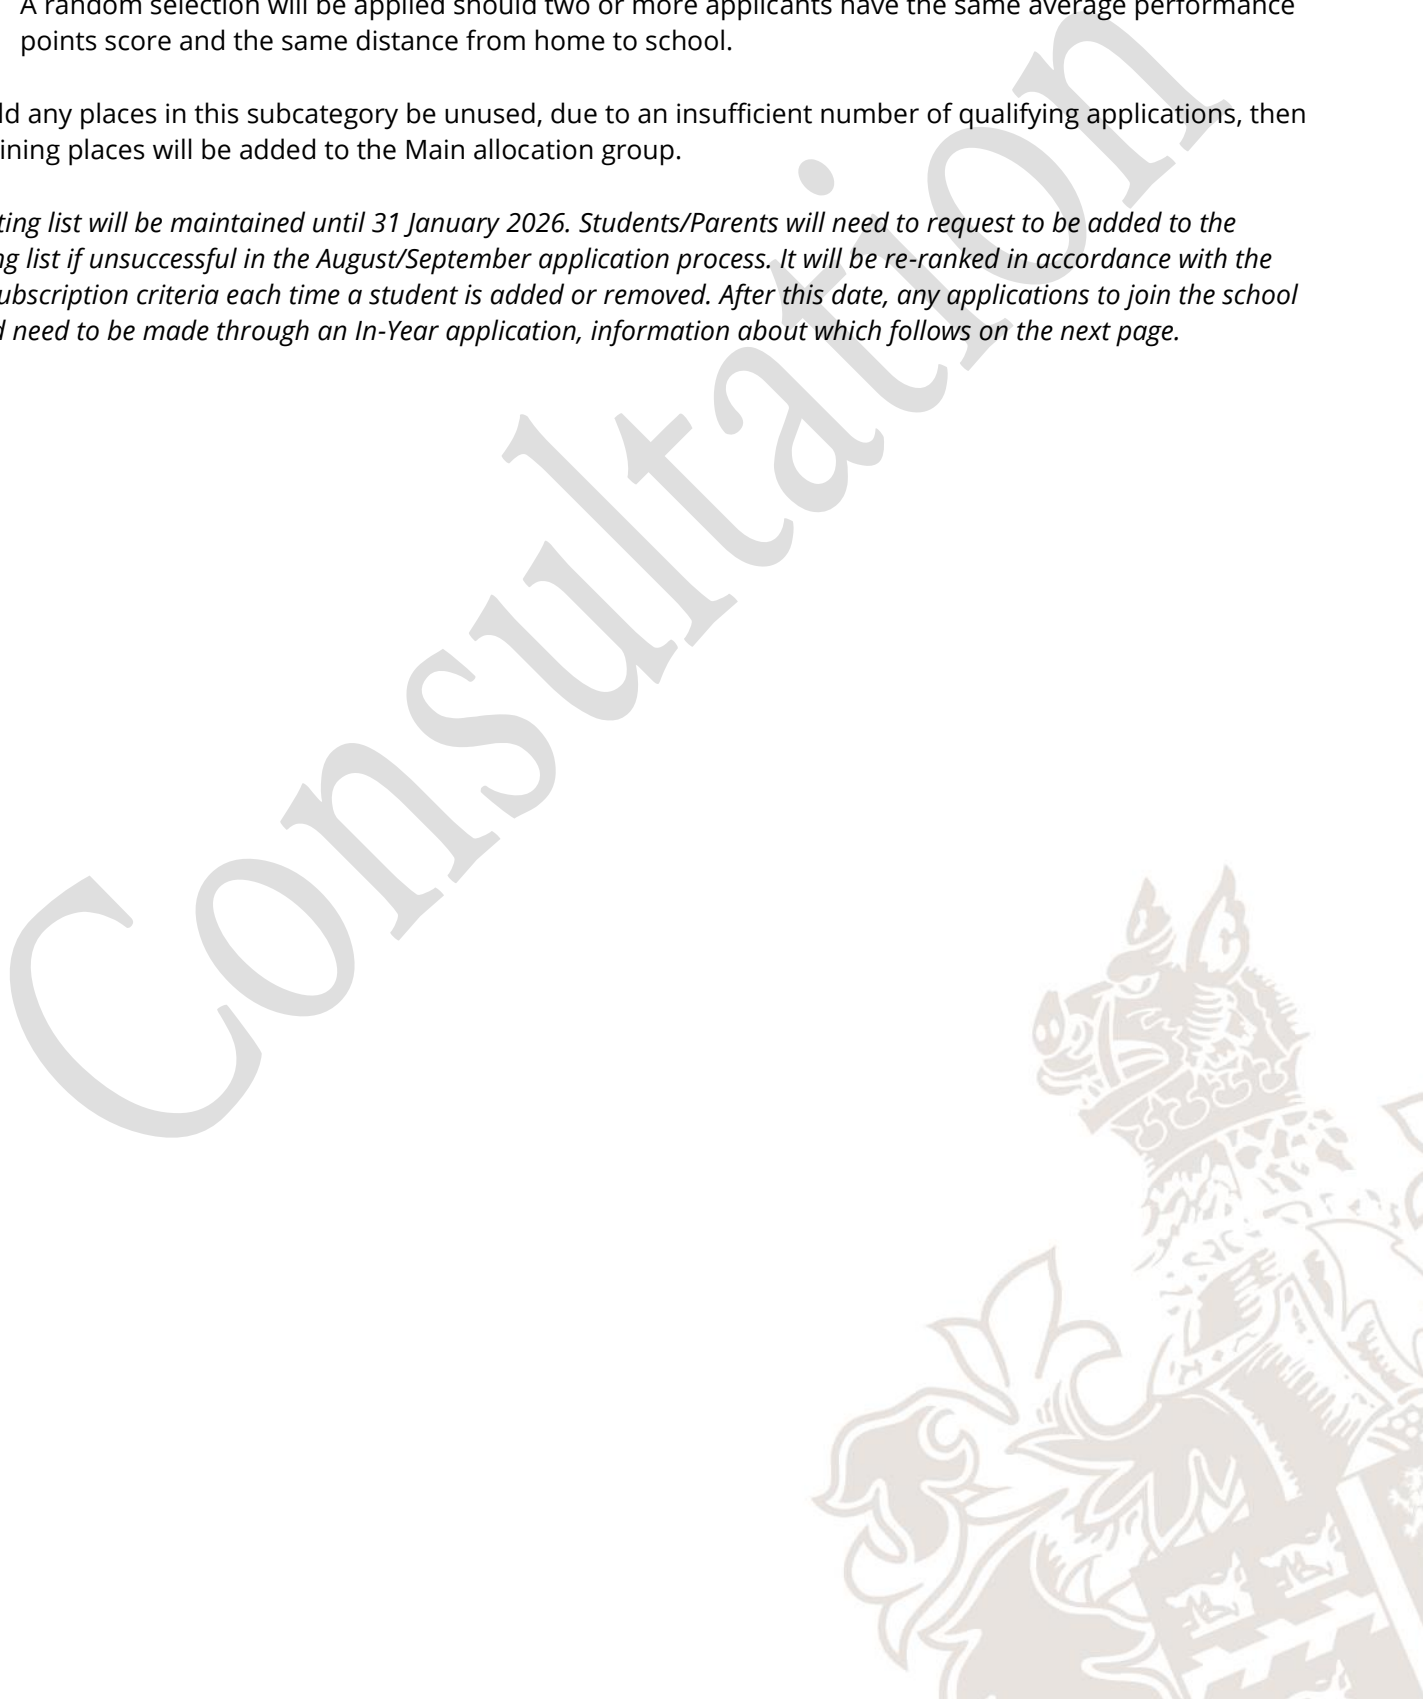 A random selection will be applied should two or more applicants have the same average performance
points score and the same distance from home to school.
ld any places in this subcategory be unused, due to an insufficient number of qualifying applications, then
ining places will be added to the Main allocation group.
ting list will be maintained until 31 January 2026. Students/Parents will need to request to be added to the
ng list if unsuccessful in the August/September application process. It will be re-ranked in accordance with the
ubscription criteria each time a student is added or removed. After this date, any applications to join the school
d need to be made through an In-Year application, information about which follows on the next page.
Consultation